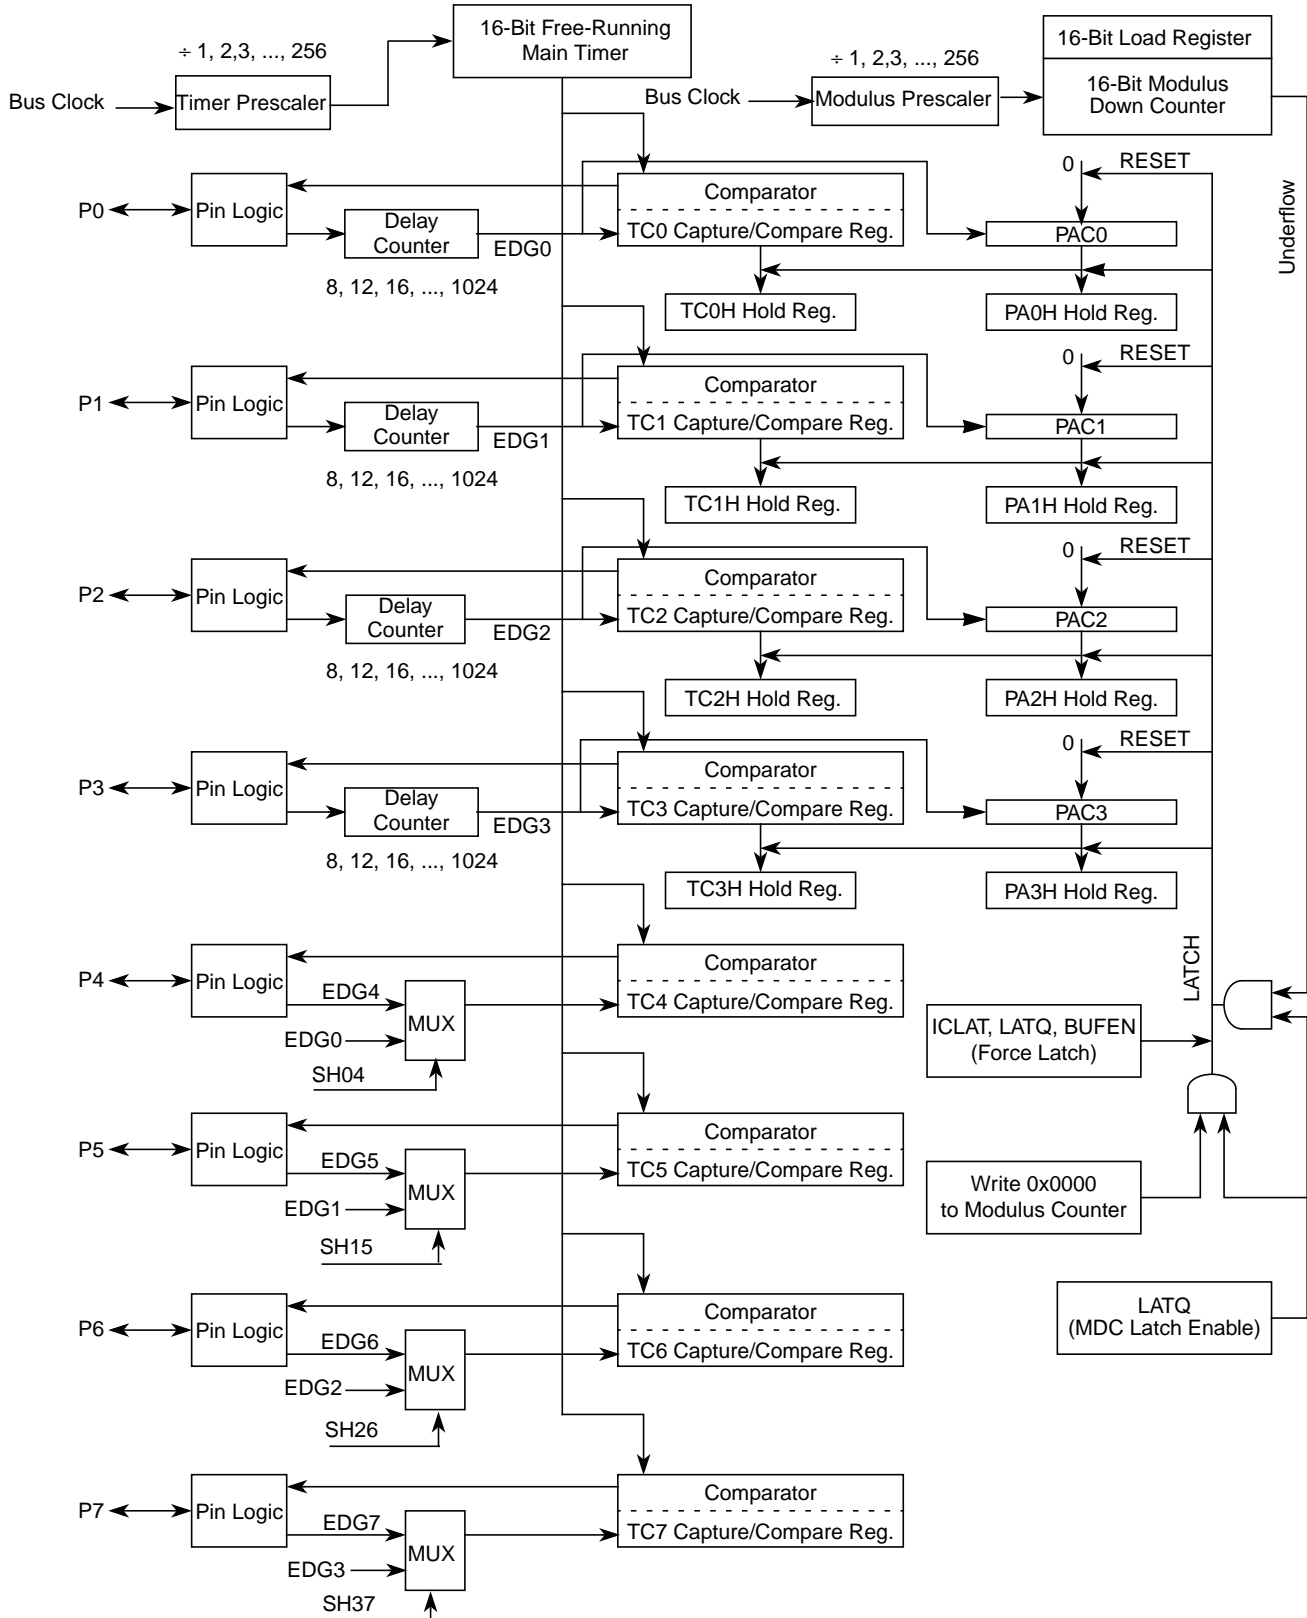 16-Bit Free-Running
Main Timer
16-Bit Load Register
16-Bit Modulus
Down Counter
÷ 1, 2,3, ..., 256
Bus Clock
Timer Prescaler
÷ 1, 2,3, ..., 256
Bus Clock
Modulus Prescaler
Underflow
P0
Pin Logic
Delay
Counter
8, 12, 16, ..., 1024
EDG0
Comparator
TC0 Capture/Compare Reg.
TC0H Hold Reg.
0
RESET
PAC0
PA0H Hold Reg.
P1
Pin Logic
Delay
Counter
8, 12, 16, ..., 1024
EDG1
Comparator
TC1 Capture/Compare Reg.
TC1H Hold Reg.
0
RESET
PAC1
PA1H Hold Reg.
P2
Pin Logic
Delay
Counter
8, 12, 16, ..., 1024
EDG2
Comparator
TC2 Capture/Compare Reg.
TC2H Hold Reg.
0
RESET
PAC2
PA2H Hold Reg.
P3
Pin Logic
Delay
Counter
8, 12, 16, ..., 1024
EDG3
Comparator
TC3 Capture/Compare Reg.
TC3H Hold Reg.
0
RESET
PAC3
PA3H Hold Reg.
LATCH
P4
Pin Logic
EDG4
EDG0
MUX
SH04
Comparator
TC4 Capture/Compare Reg.
ICLAT, LATQ, BUFEN
(Force Latch)
P5
Pin Logic
EDG5
EDG1
MUX
SH15
Comparator
TC5 Capture/Compare Reg.
Write 0x0000
to Modulus Counter
P6
Pin Logic
EDG6
EDG2
MUX
SH26
Comparator
TC6 Capture/Compare Reg.
LATQ
(MDC Latch Enable)
P7
Pin Logic
EDG7
EDG3
MUX
SH37
Comparator
TC7 Capture/Compare Reg.